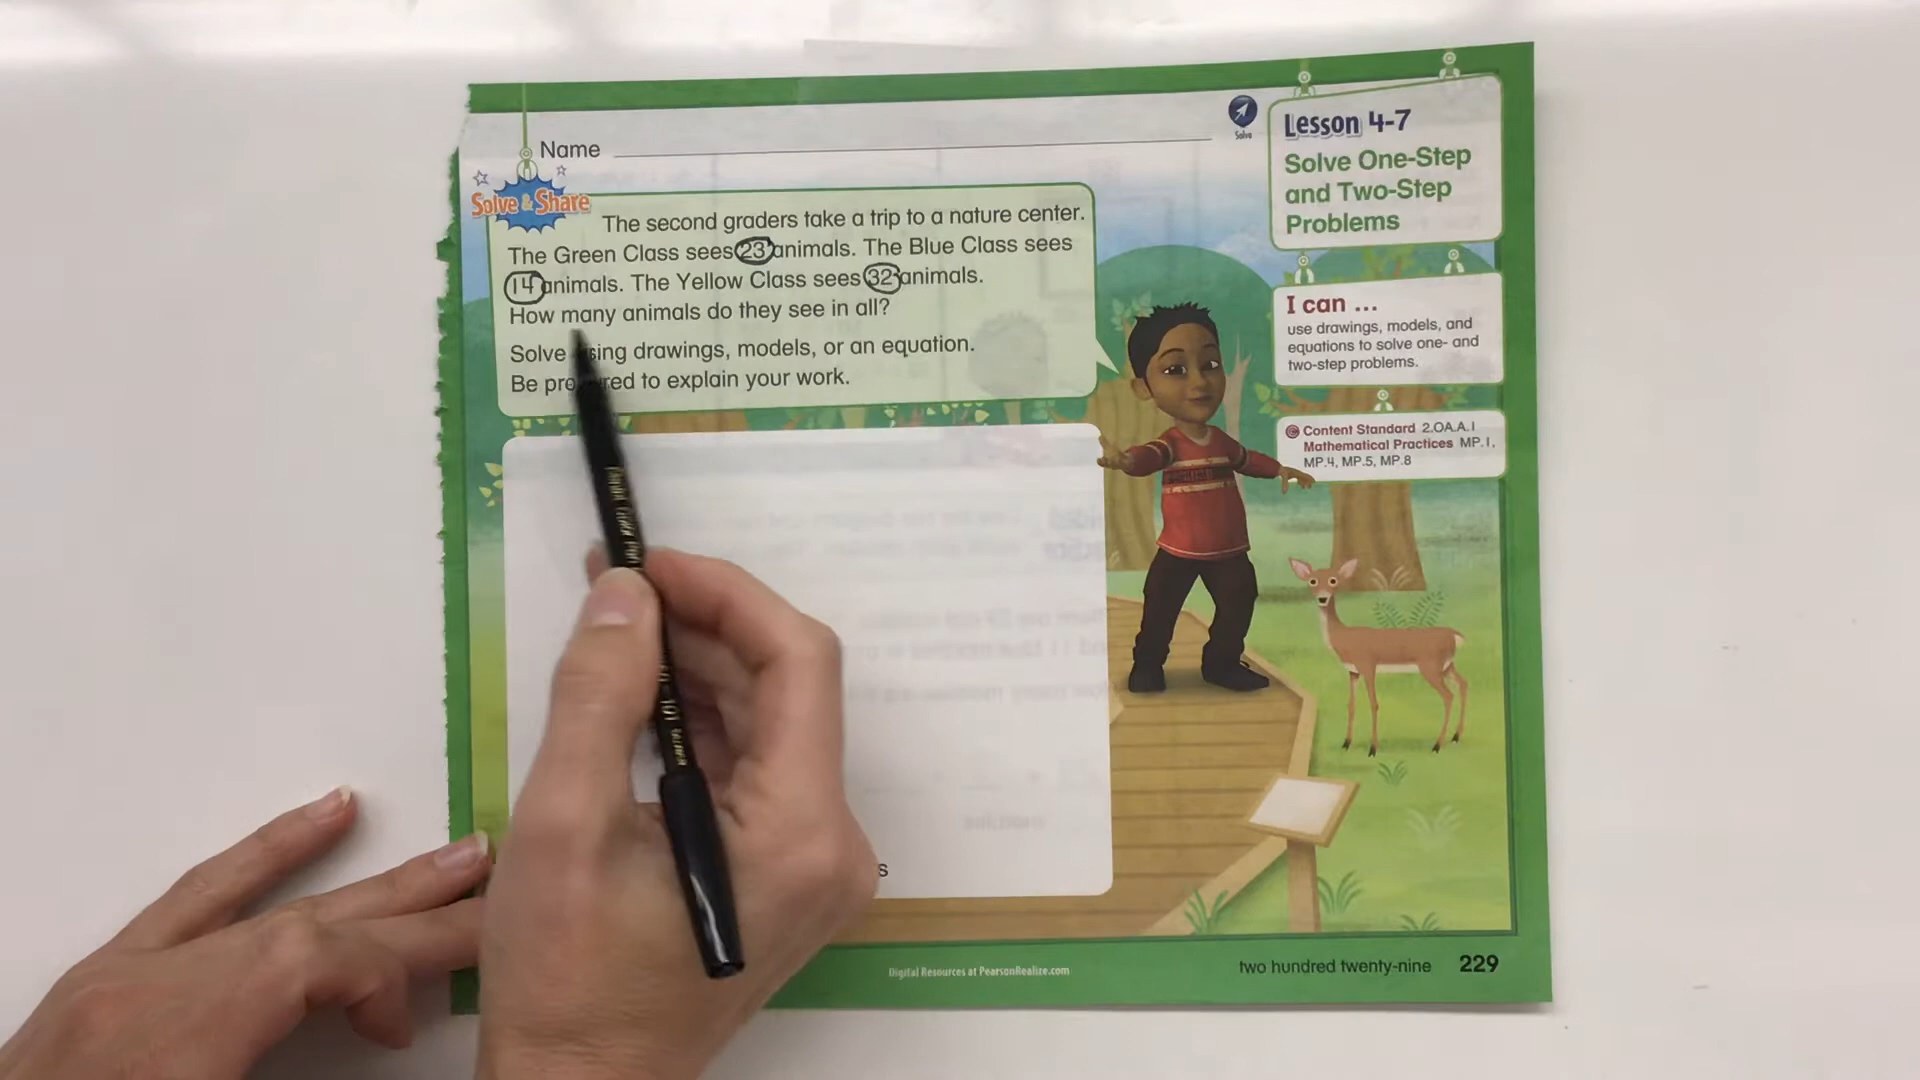 Name
Solve
Lesson 4-7
Solve One-Step
and Two-Step
Problems
Solve & Share
The second graders take a trip to a nature center.
The Green Class sees 23 animals. The Blue Class sees
14 animals. The Yellow Class sees 32 animals.
How many animals do they see in all?
Solve using drawings, models, or an equation.
Be prepared to explain your work.
I can ...
use drawings, models, and
equations to solve one- and
two-step problems.
Content Standard 2.OA.A.1
Mathematical Practices MP.1,
MP.4, MP.5, MP.8
Digital Resources at PearsonRealize.com
two hundred twenty-nine 229